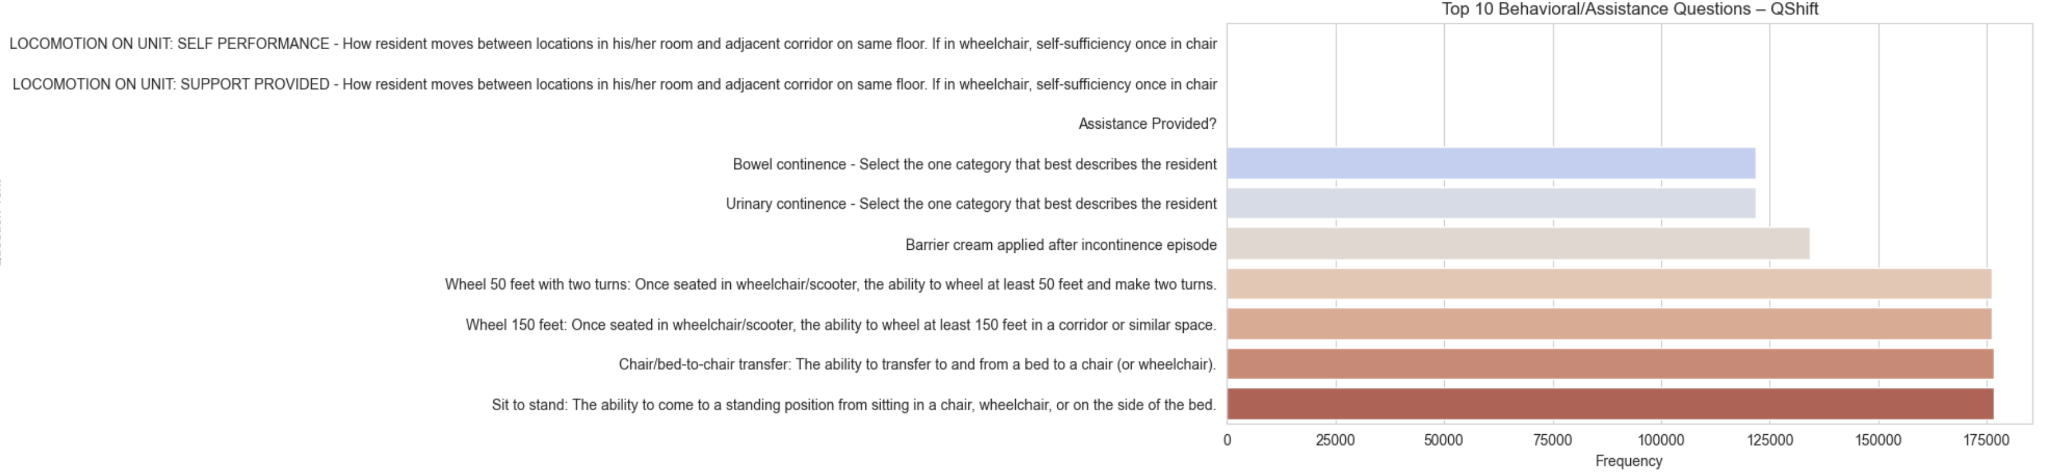 Top 10 Behavioral/Assistance Questions – QShift
LOCOMOTION ON UNIT: SELF PERFORMANCE - How resident moves between locations in his/her room and adjacent corridor on same floor. If in wheelchair, self-sufficiency once in chair
LOCOMOTION ON UNIT: SUPPORT PROVIDED - How resident moves between locations in his/her room and adjacent corridor on same floor. If in wheelchair, self-sufficiency once in chair
Assistance Provided?
Bowel continence - Select the one category that best describes the resident
Urinary continence - Select the one category that best describes the resident
Barrier cream applied after incontinence episode
Wheel 50 feet with two turns: Once seated in wheelchair/scooter, the ability to wheel at least 50 feet and make two turns.
Wheel 150 feet: Once seated in wheelchair/scooter, the ability to wheel at least 150 feet in a corridor or similar space.
Chair/bed-to-chair transfer: The ability to transfer to and from a bed to a chair (or wheelchair).
Sit to stand: The ability to come to a standing position from sitting in a chair, wheelchair, or on the side of the bed.
0 25000 50000 75000 100000 125000 150000 175000
Frequency